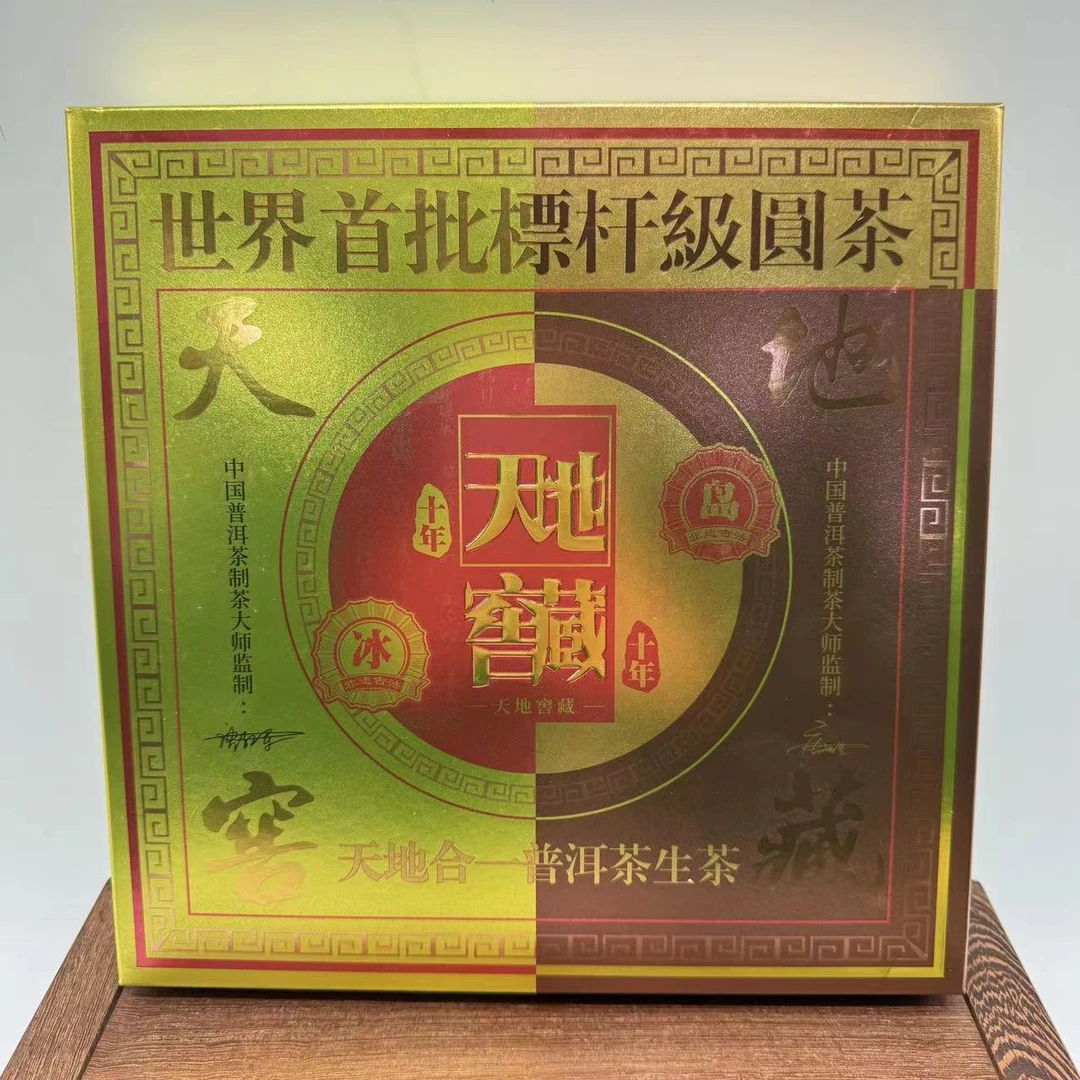 世界首批標杆級圓茶
天
地
中国普洱茶制茶大师监制：
中国普洱茶制茶大师监制：
十年
天地
窖藏
十年
天地窖藏
冰
窖
藏
天地合一普洱茶生茶